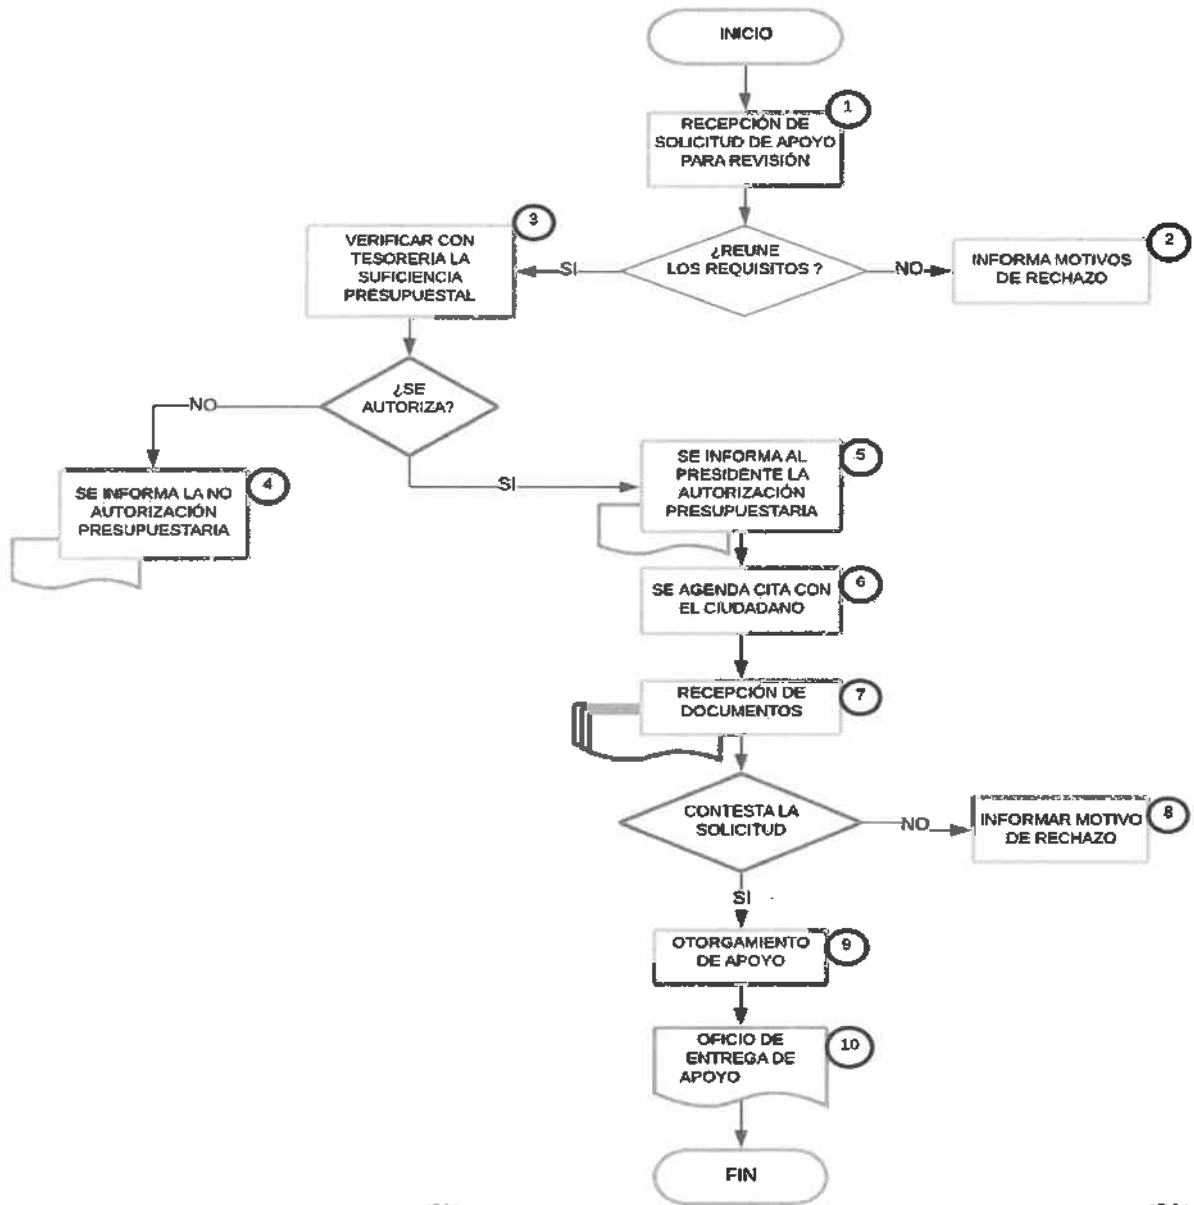 INICIO
1
RECEPCIÓN DE
SOLICITUD DE APOYO
PARA REVISIÓN
3
VERIFICAR CON
TESORERIA LA
SUFICIENCIA
PRESUPUESTAL
SI
¿REUNE
LOS REQUISITOS ?
NO
2
INFORMA MOTIVOS
DE RECHAZO
¿SE
AUTORIZA?
NO
4
SE INFORMA LA NO
AUTORIZACIÓN
PRESUPUESTARIA
SI
5
SE INFORMA AL
PRESIDENTE LA
AUTORIZACIÓN
PRESUPUESTARIA
6
SE AGENDA CITA CON
EL CIUDADANO
7
RECEPCIÓN DE
DOCUMENTOS
CONTESTA LA
SOLICITUD
NO
8
INFORMAR MOTIVO
DE RECHAZO
SI
9
OTORGAMIENTO
DE APOYO
10
OFICIO DE
ENTREGA DE
APOYO
FIN